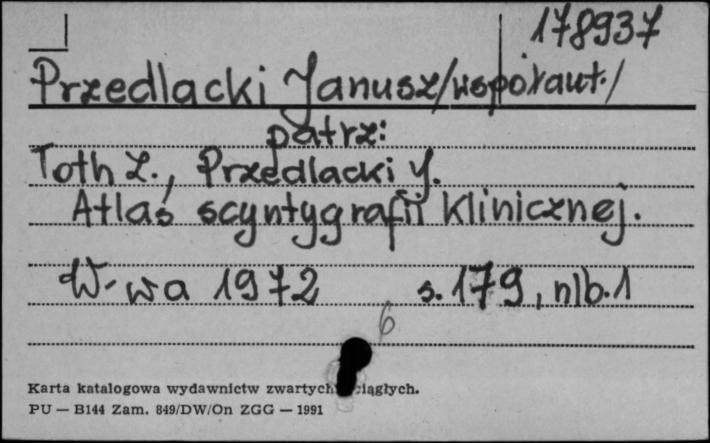 178937
Przedlacki Janusz /współaut./
patrz:
Toth Z., Przedlacki J.
Atlas scyntygrafii klinicznej.
W-wa 1972 s. 179, nlb. 1
6
Karta katalogowa wydawnictw zwartych ciągłych.
PU — B144 Zam. 849/DW/On ZGG — 1991